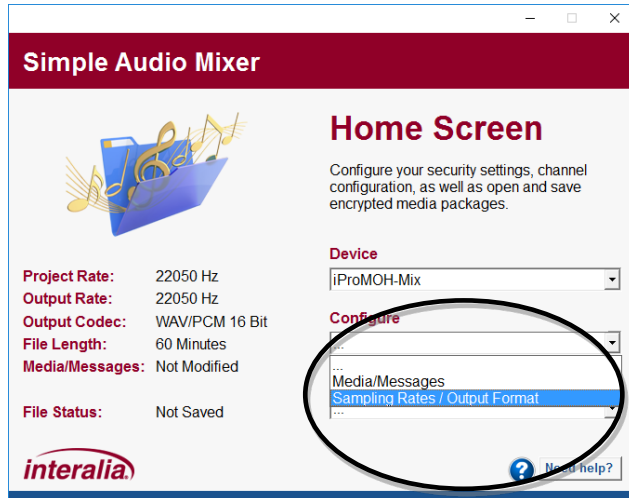 Simple Audio Mixer
Home Screen
Configure your security settings, channel
configuration, as well as open and save
encrypted media packages.
Device
iProMOH-Mix
Configure
...
...
Media/Messages
Sampling Rates / Output Format
...
Project Rate: 22050 Hz
Output Rate: 22050 Hz
Output Codec: WAV/PCM 16 Bit
File Length: 60 Minutes
Media/Messages: Not Modified
File Status: Not Saved
interalia
? Need help?